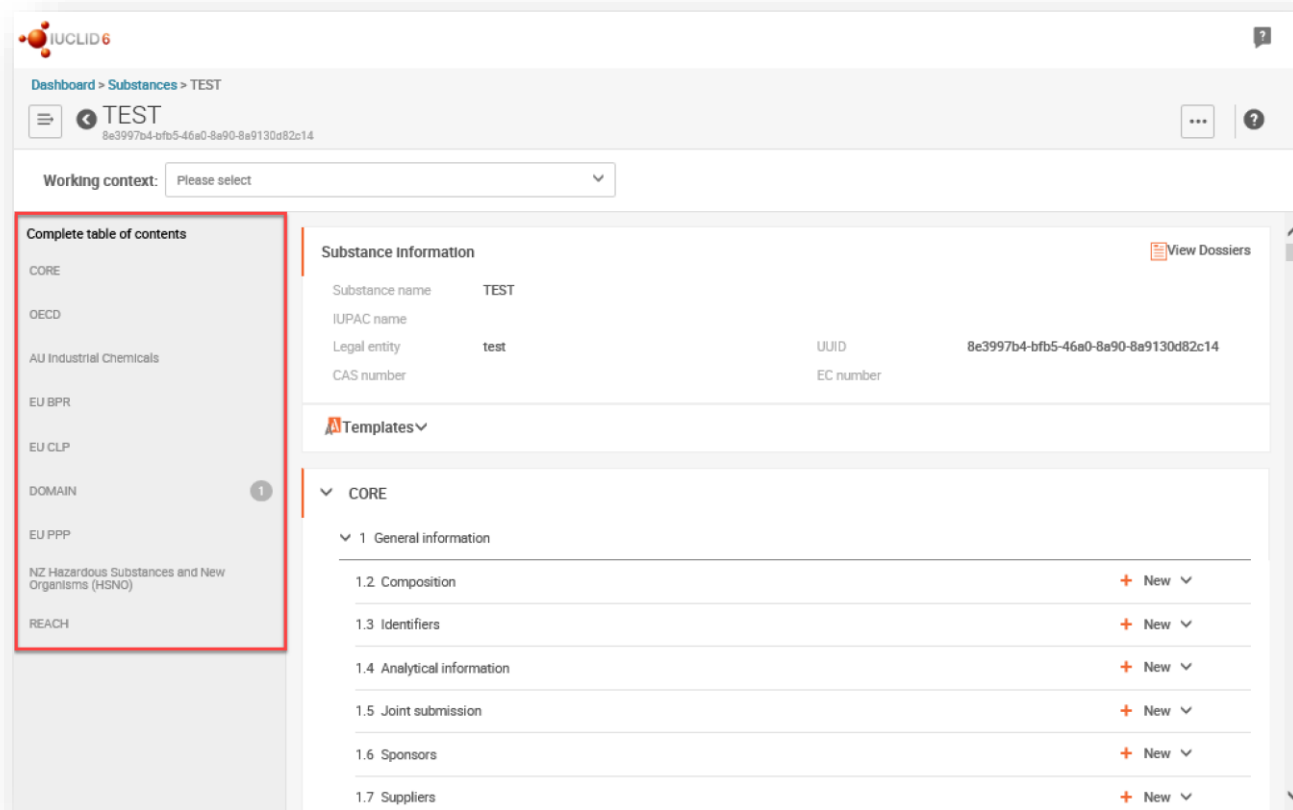 IUCLID 6
Dashboard > Substances > TEST
TEST
8e3997b4-bfb5-46a0-8a90-8a9130d82c14
Working context: Please select
Complete table of contents
CORE
OECD
AU Industrial Chemicals
EU BPR
EU CLP
DOMAIN 1
EU PPP
NZ Hazardous Substances and New
Organisms (HSNO)
REACH
Substance information
View Dossiers
Substance name TEST
IUPAC name
Legal entity test UUID 8e3997b4-bfb5-46a0-8a90-8a9130d82c14
CAS number EC number
Templates
CORE
1 General information
1.2 Composition + New
1.3 Identifiers + New
1.4 Analytical information + New
1.5 Joint submission + New
1.6 Sponsors + New
1.7 Suppliers + New